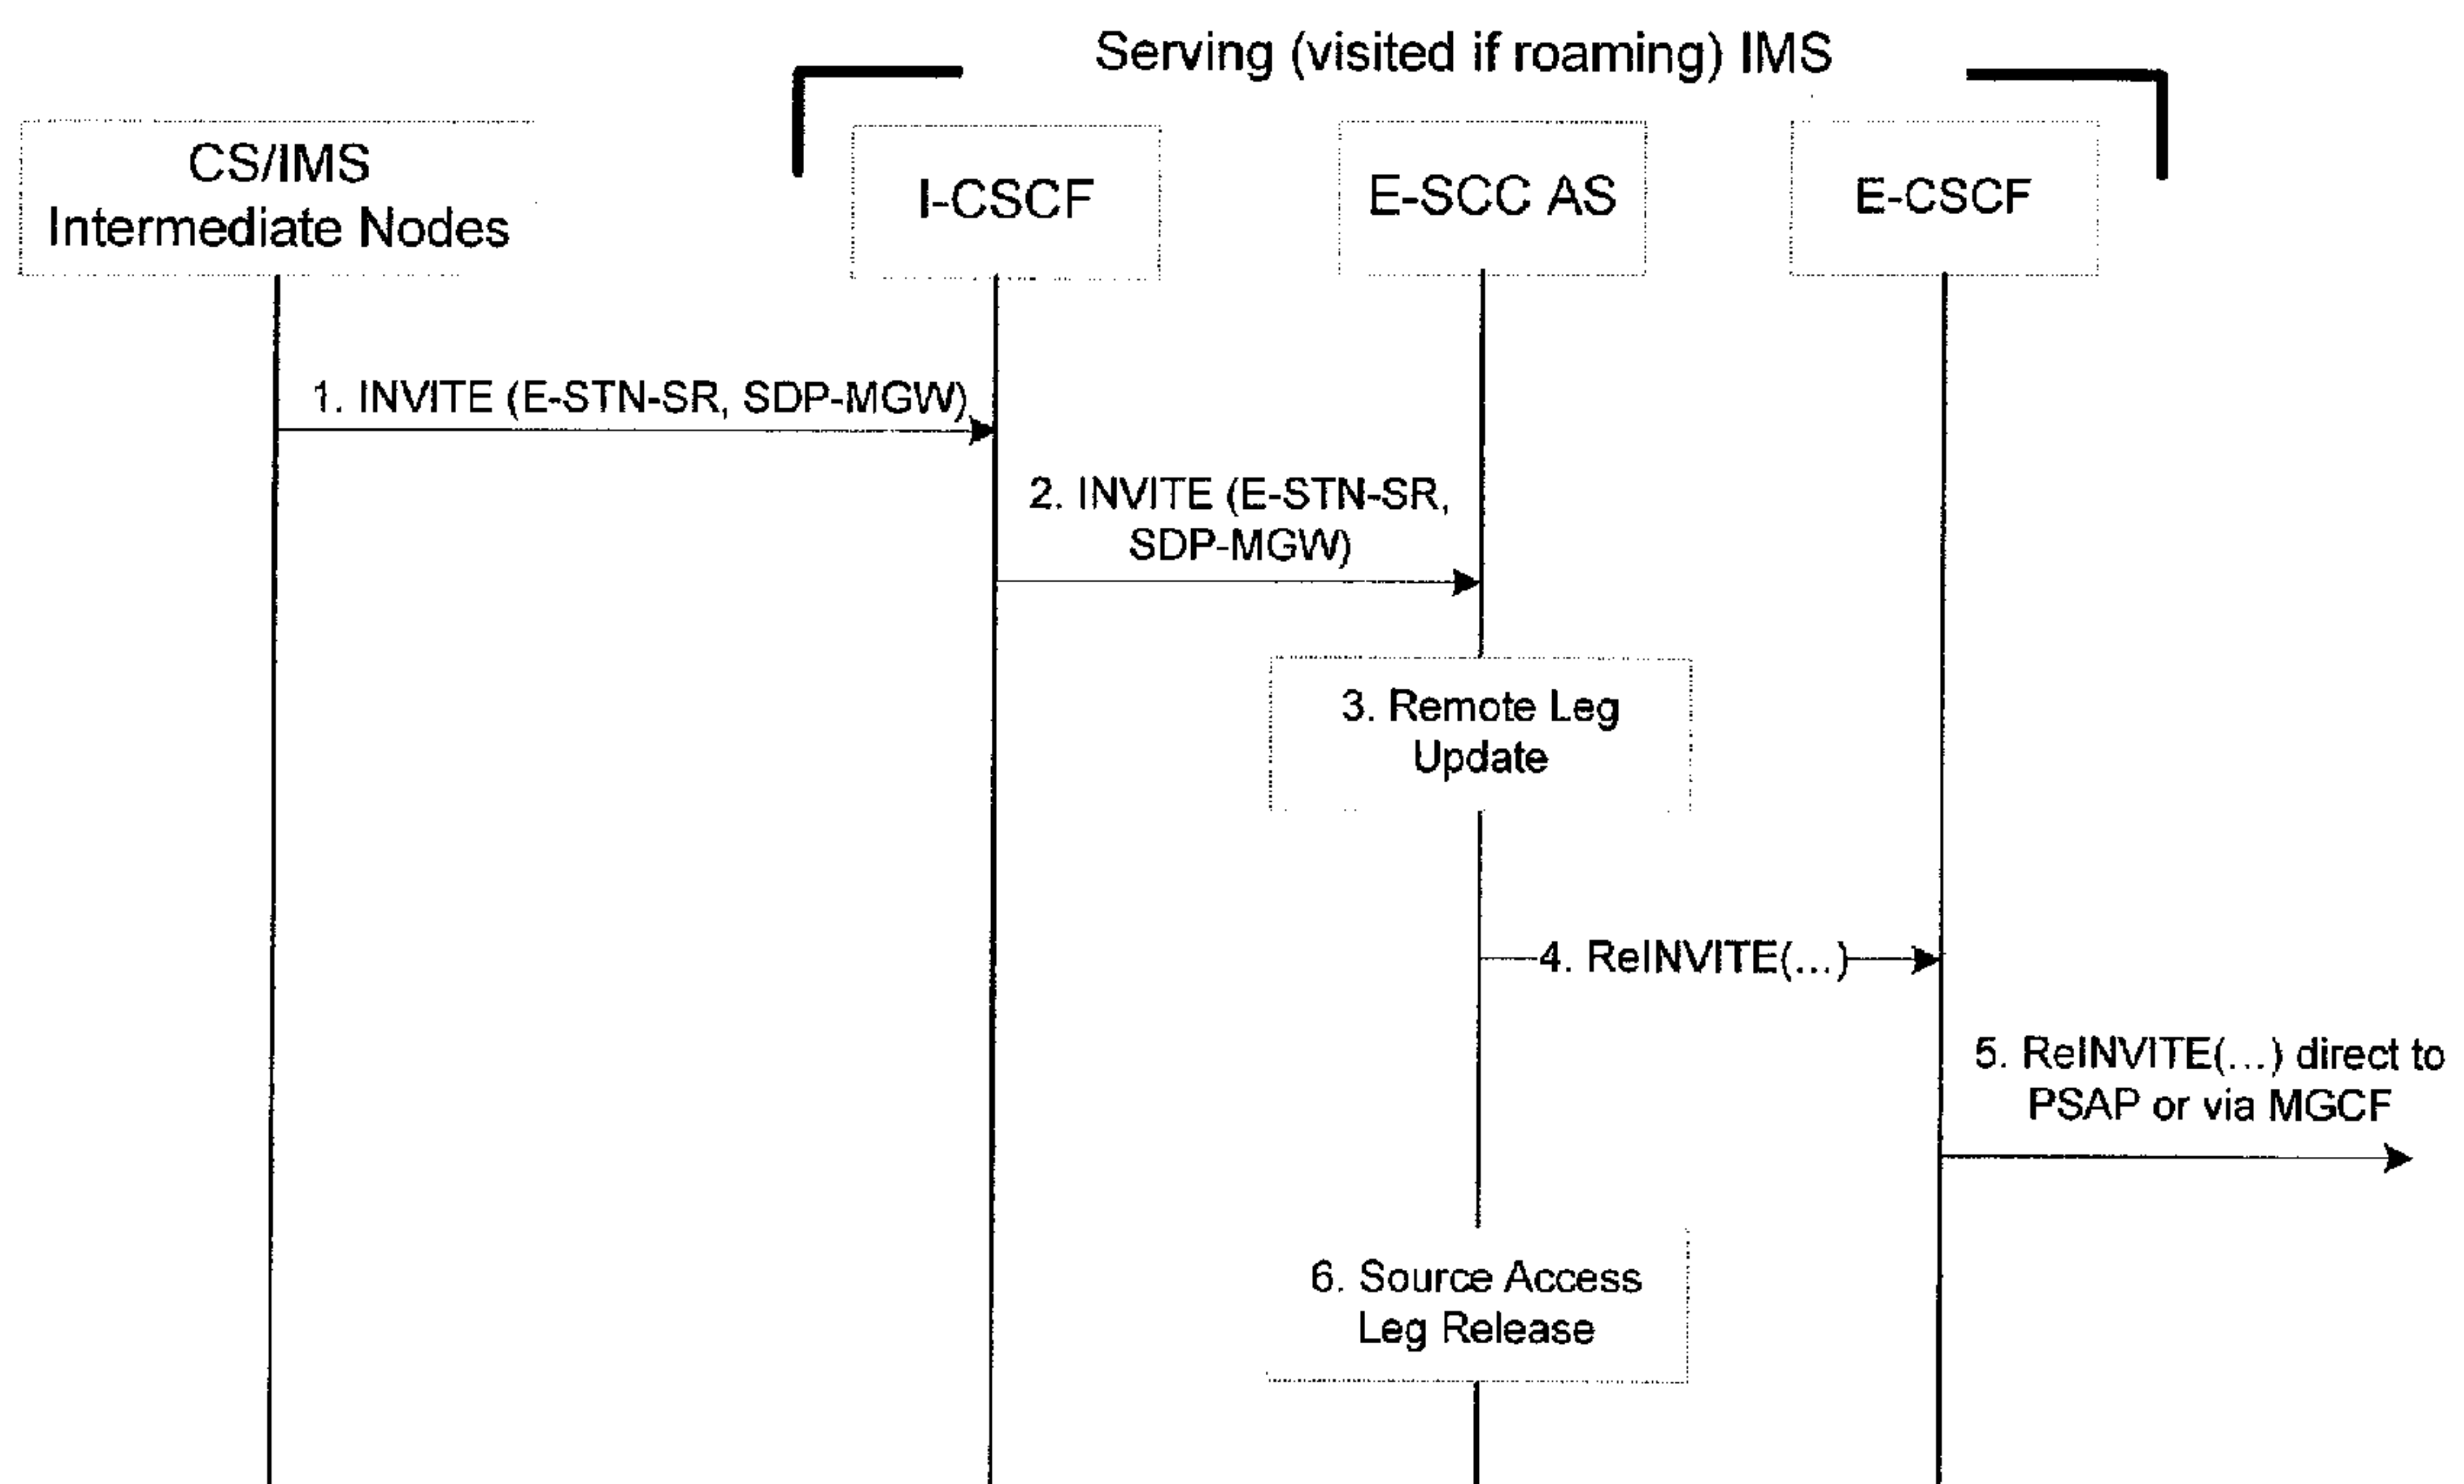 Serving (visited if roaming) IMS
CS/IMS
Intermediate Nodes
I-CSCF
E-SCC AS
E-CSCF
1. INVITE (E-STN-SR, SDP-MGW)
2. INVITE (E-STN-SR,
SDP-MGW)
3. Remote Leg
Update
4. ReINVITE(...)
5. ReINVITE(...) direct to
PSAP or via MGCF
6. Source Access
Leg Release